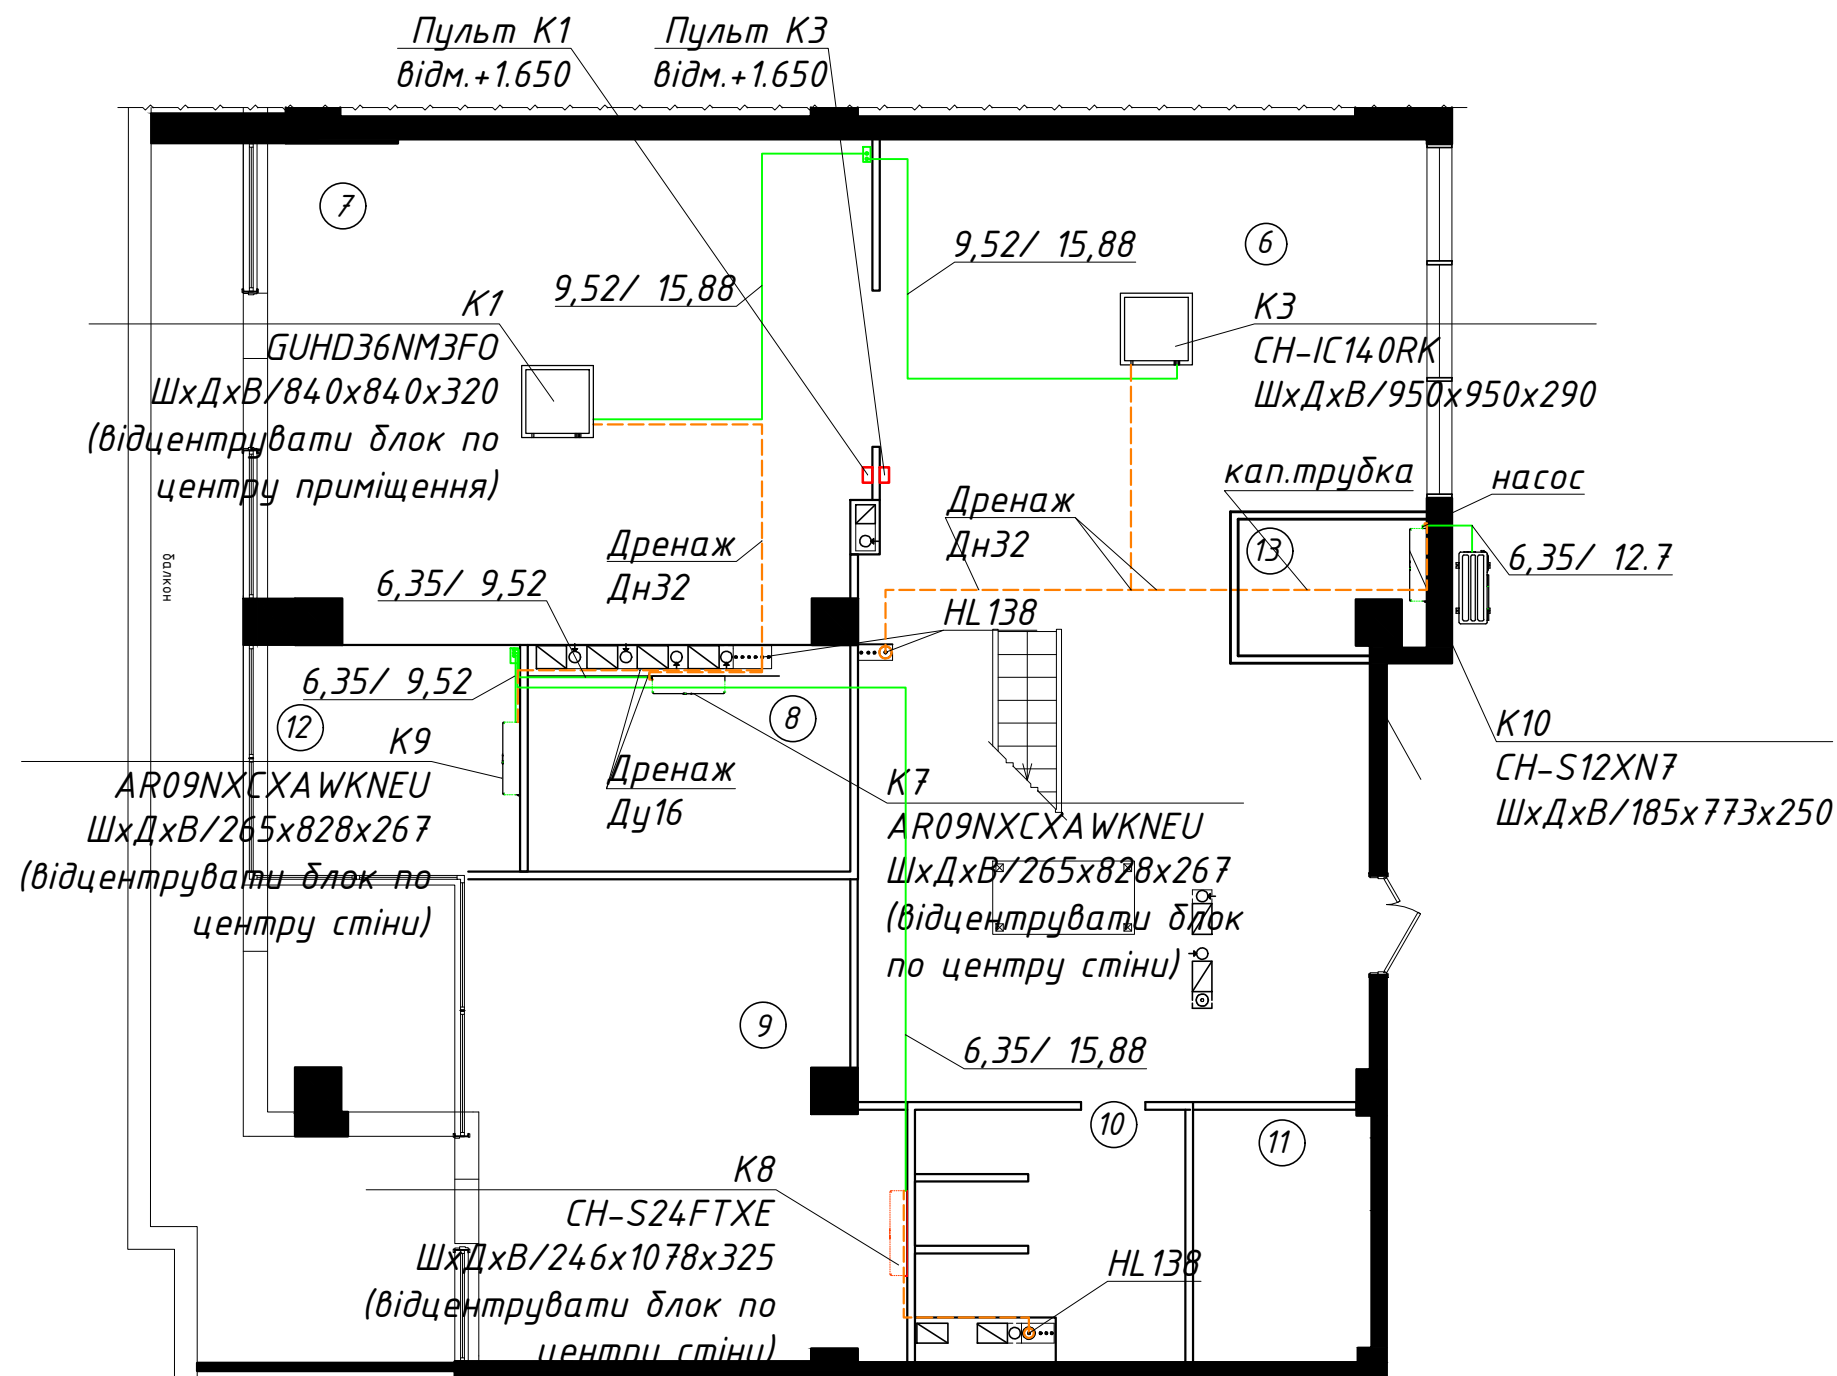 Пульт К1
відм.+1.650
Пульт К3
відм.+1.650
7
6
9,52/ 15,88
9,52/ 15,88
К1
GUHD36NM3FO
ШхДхВ/840х840х320
(відцентрувати блок по
центру приміщення)
К3
CH-IC140RK
ШхДхВ/950х950х290
кап.трубка
насос
Дренаж
Дн32
Дренаж
Дн32
13
6,35/ 12.7
балкон
6,35/ 9,52
HL138
6,35/ 9,52
12
8
К9
AR09NXCXAWKNEU
ШхДхВ/265х828х267
(відцентрувати блок по
центру стіни)
Дренаж
Ду16
К7
AR09NXCXAWKNEU
ШхДхВ/265х828х267
(відцентрувати блок
по центру стіни)
К10
CH-S12XN7
ШхДхВ/185х773х250
9
6,35/ 15,88
10
11
К8
CH-S24FTXE
ШхДхВ/246х1078х325
(відцентрувати блок по
центру стіни)
HL138